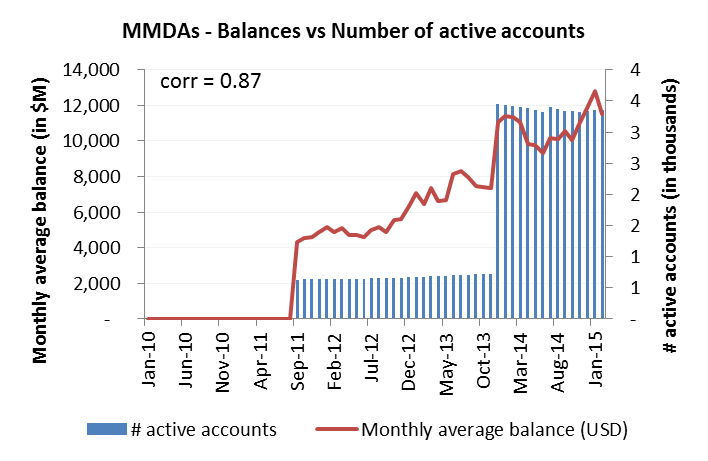 MMDAs - Balances vs Number of active accounts
corr = 0.87
Monthly average balance (in $M)
14,000
12,000
10,000
8,000
6,000
4,000
2,000
-
4
4
3
3
2
2
1
1
-
# active accounts (in thousands)
Jan-10
Jun-10
Nov-10
Apr-11
Sep-11
Feb-12
Jul-12
Dec-12
May-13
Oct-13
Mar-14
Aug-14
Jan-15
# active accounts
Monthly average balance (USD)